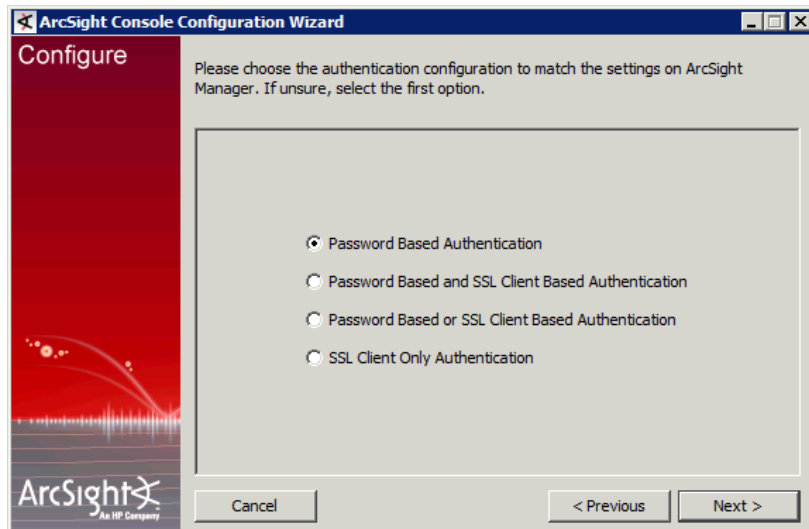 ArcSight Console Configuration Wizard
Configure
Please choose the authentication configuration to match the settings on ArcSight
Manager. If unsure, select the first option.
Password Based Authentication
Password Based and SSL Client Based Authentication
Password Based or SSL Client Based Authentication
SSL Client Only Authentication
ArcSight
An HP Company
Cancel
< Previous
Next >